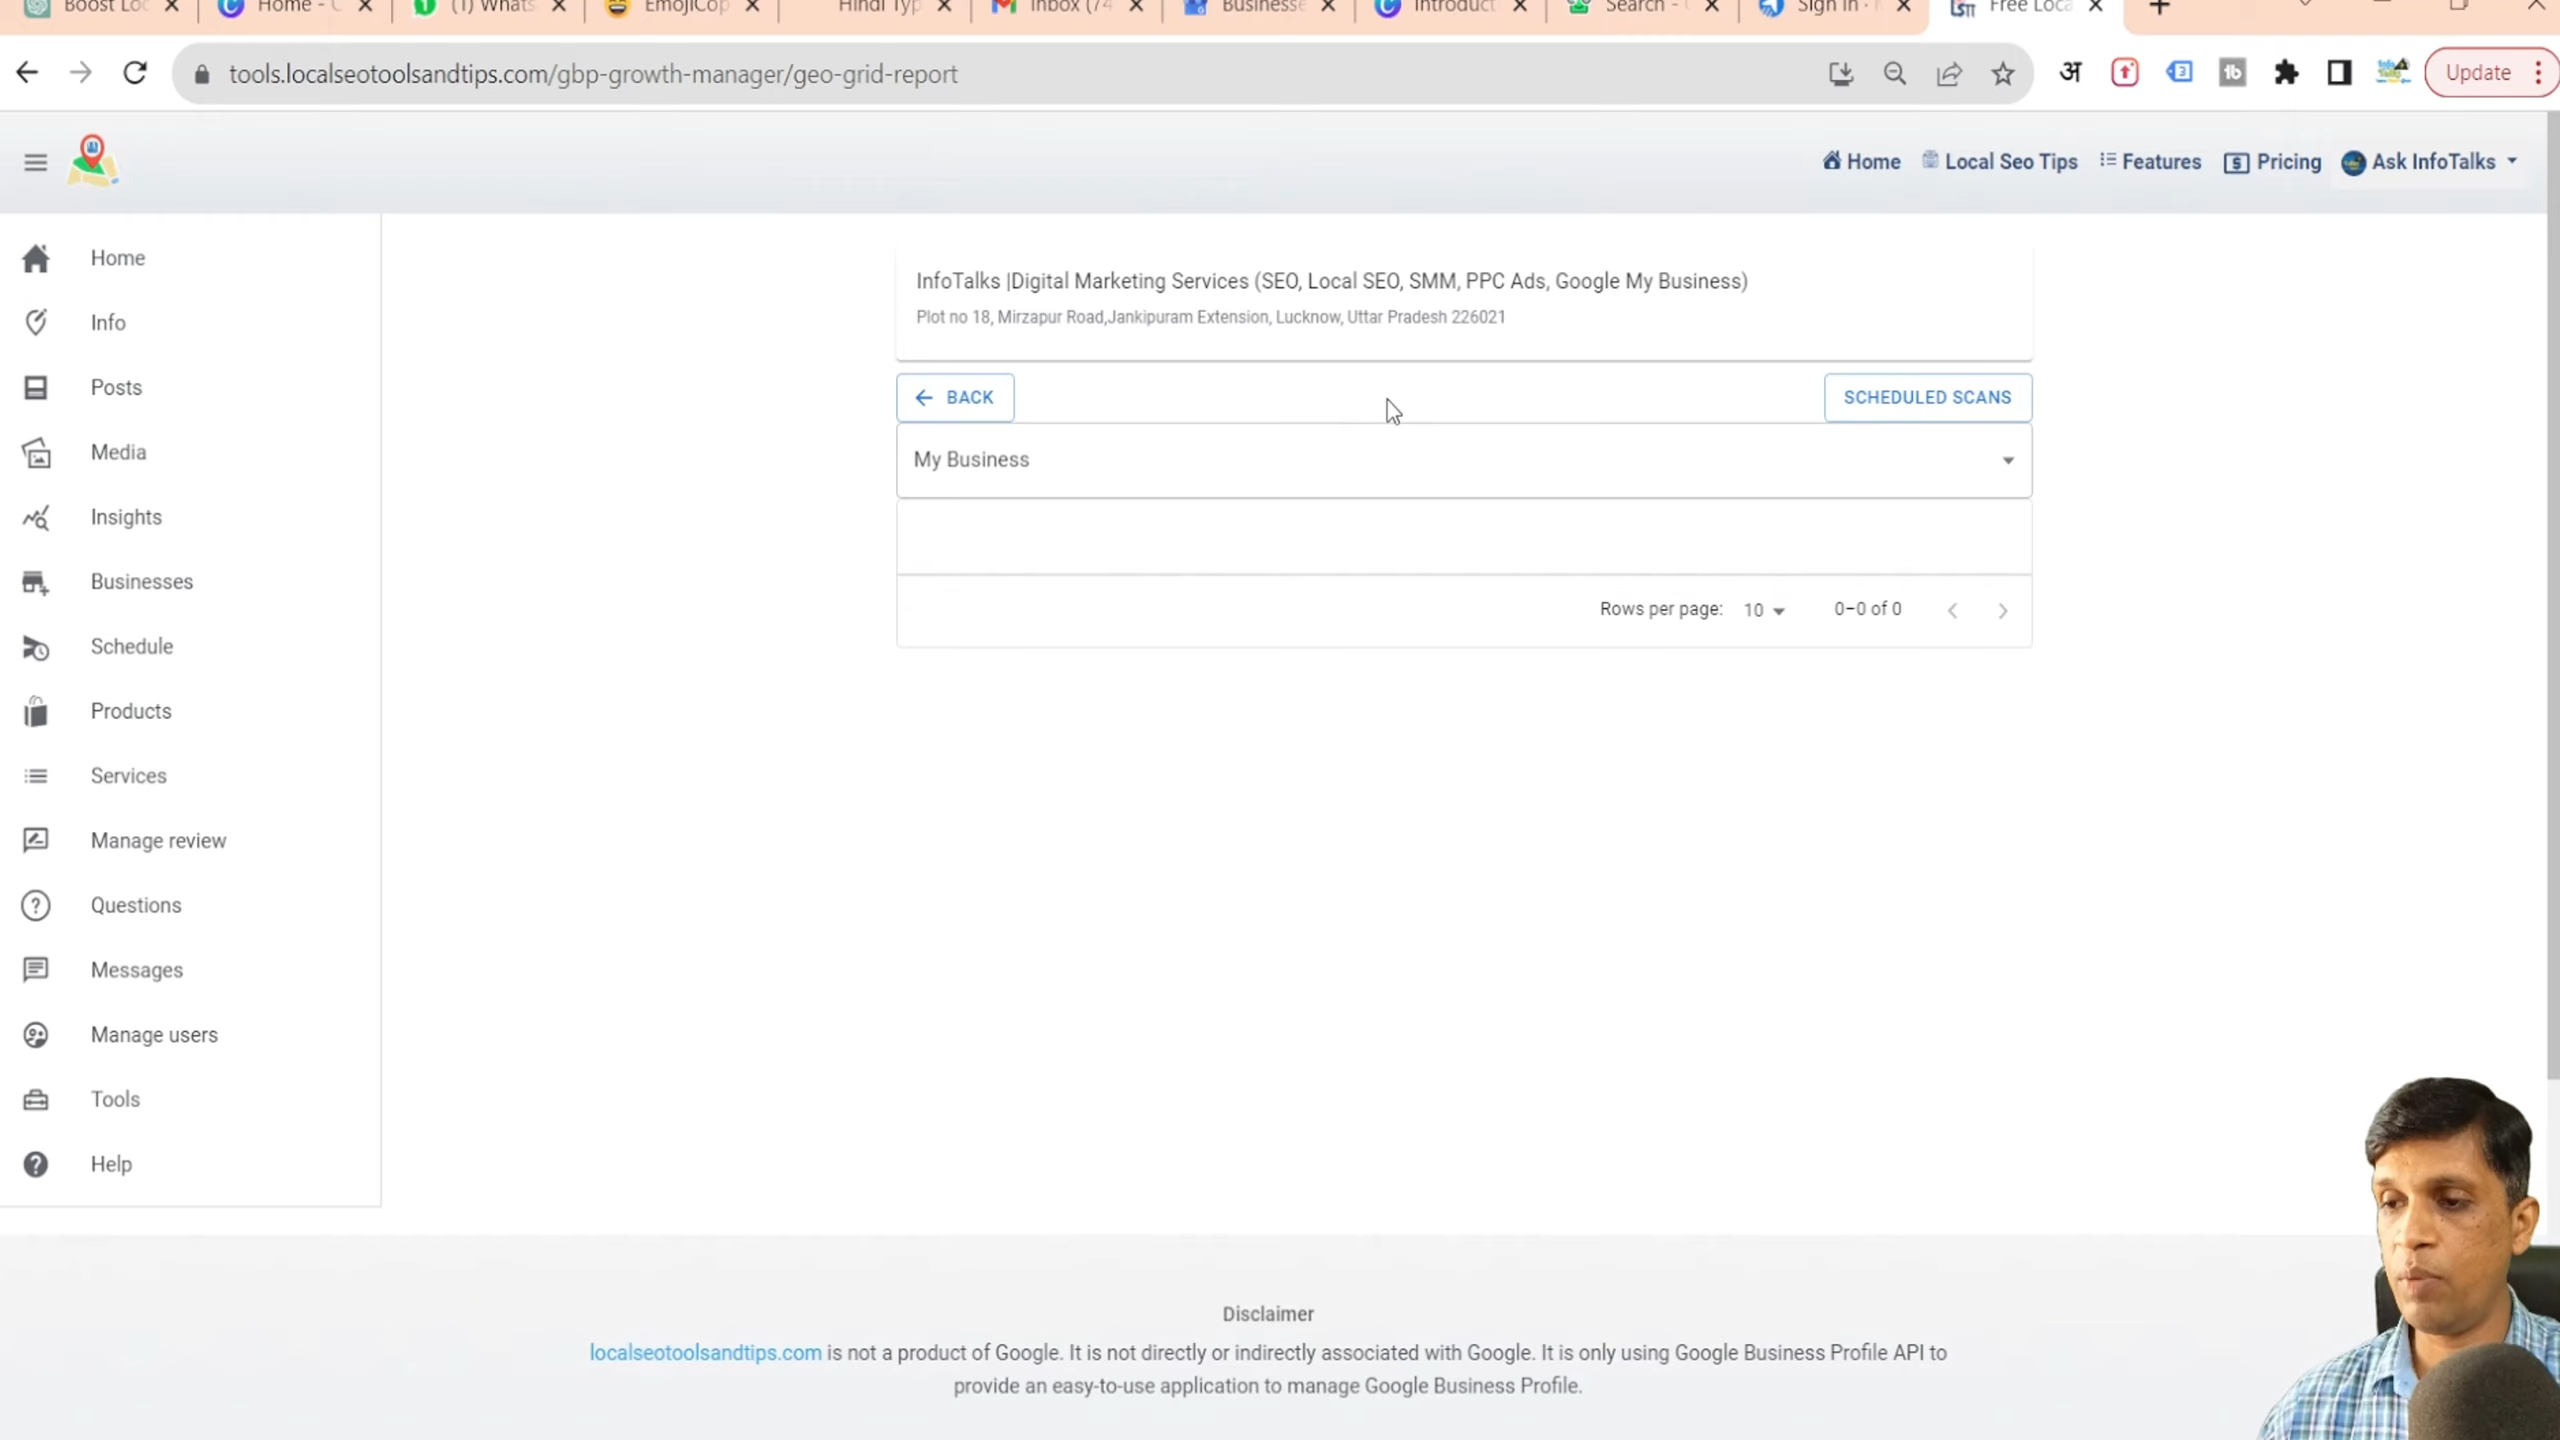 Boost Loc
Home - C
(1) Whats
EmojiCop
Hindi Typ
Inbox (74
Businesse
Introduct
Search -
Sign In ·
Free Loca
tools.localseotoolsandtips.com/gbp-growth-manager/geo-grid-report
Update
Home
Local Seo Tips
Features
Pricing
Ask InfoTalks
Home
Info
Posts
Media
Insights
Businesses
Schedule
Products
Services
Manage review
Questions
Messages
Manage users
Tools
Help
InfoTalks |Digital Marketing Services (SEO, Local SEO, SMM, PPC Ads, Google My Business)
Plot no 18, Mirzapur Road,Jankipuram Extension, Lucknow, Uttar Pradesh 226021
BACK
SCHEDULED SCANS
My Business
Rows per page: 10 0–0 of 0
Disclaimer
localseotoolsandtips.com is not a product of Google. It is not directly or indirectly associated with Google. It is only using Google Business Profile API to
provide an easy-to-use application to manage Google Business Profile.